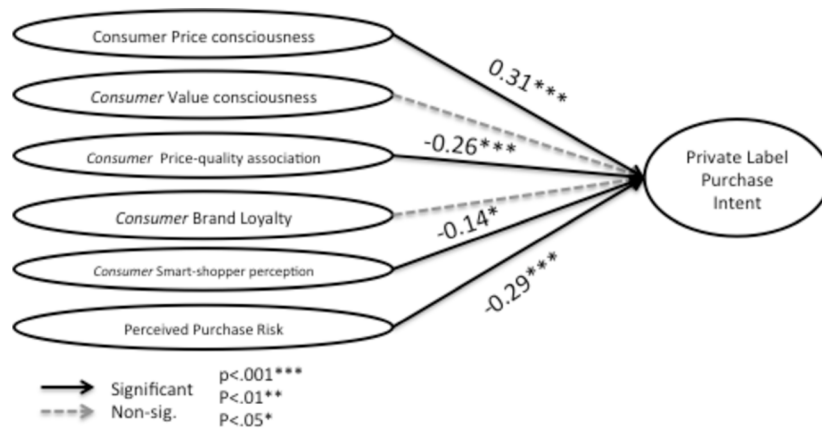 Consumer Price consciousness
0.31***
Consumer Value consciousness
-0.26***
Consumer Price-quality association
Private Label
Purchase
Intent
Consumer Brand Loyalty
-0.14*
Consumer Smart-shopper perception
-0.29***
Perceived Purchase Risk
Significant
Non-sig.
p<.001***
P<.01**
P<.05*